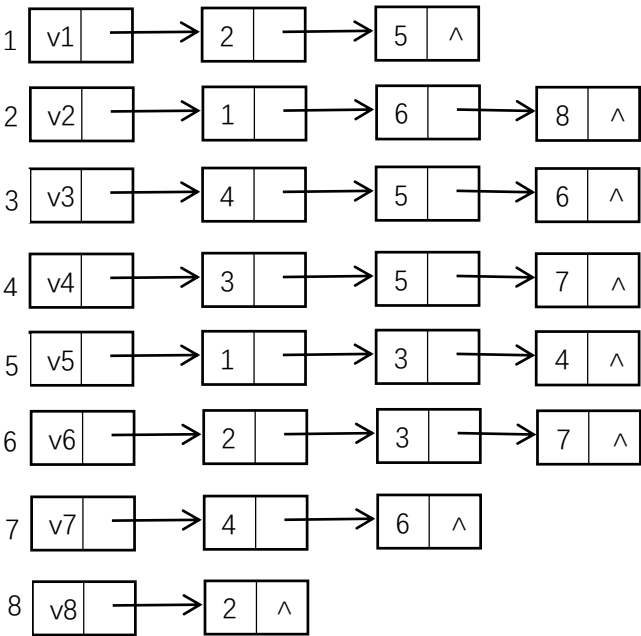 1 v1 2 5 ^
2 v2 1 6 8 ^
3 v3 4 5 6 ^
4 v4 3 5 7 ^
5 v5 1 3 4 ^
6 v6 2 3 7 ^
7 v7 4 6 ^
8 v8 2 ^